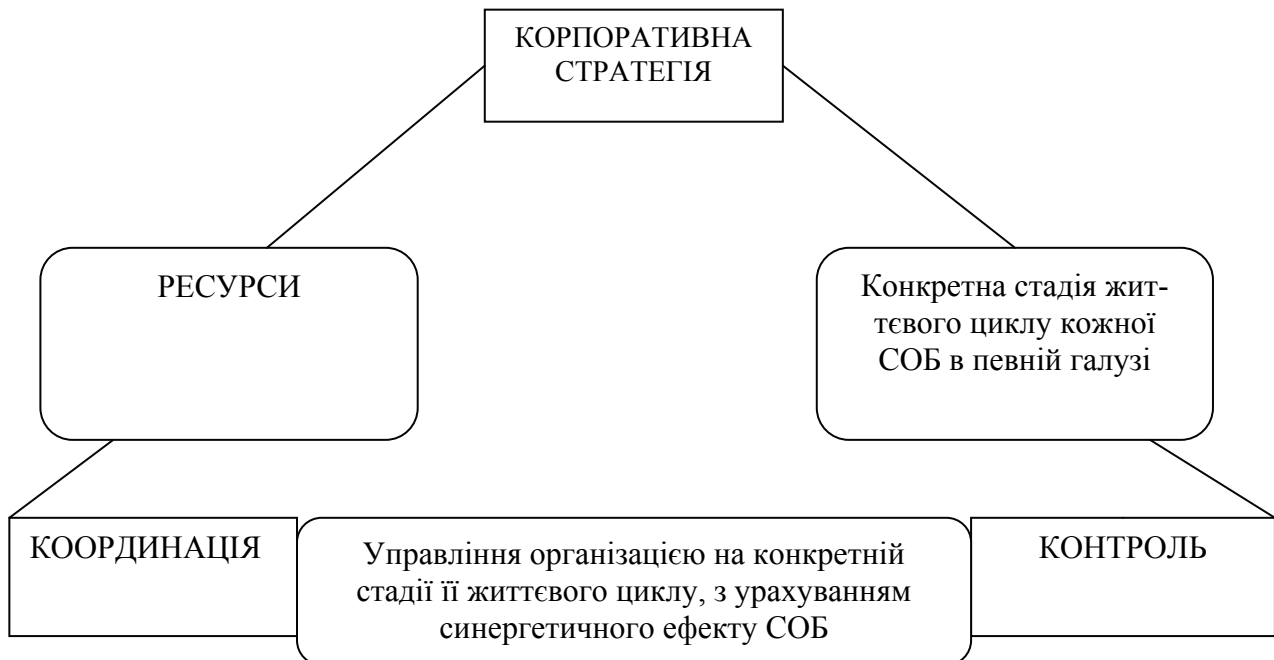 КОРПОРАТИВНА
СТРАТЕГІЯ
РЕСУРСИ
Конкретна стадія жит-
тєвого циклу кожної
СОБ в певній галузі
КООРДИНАЦІЯ
Управління організацією на конкретній
стадії її життєвого циклу, з урахуванням
синергетичного ефекту СОБ
КОНТРОЛЬ